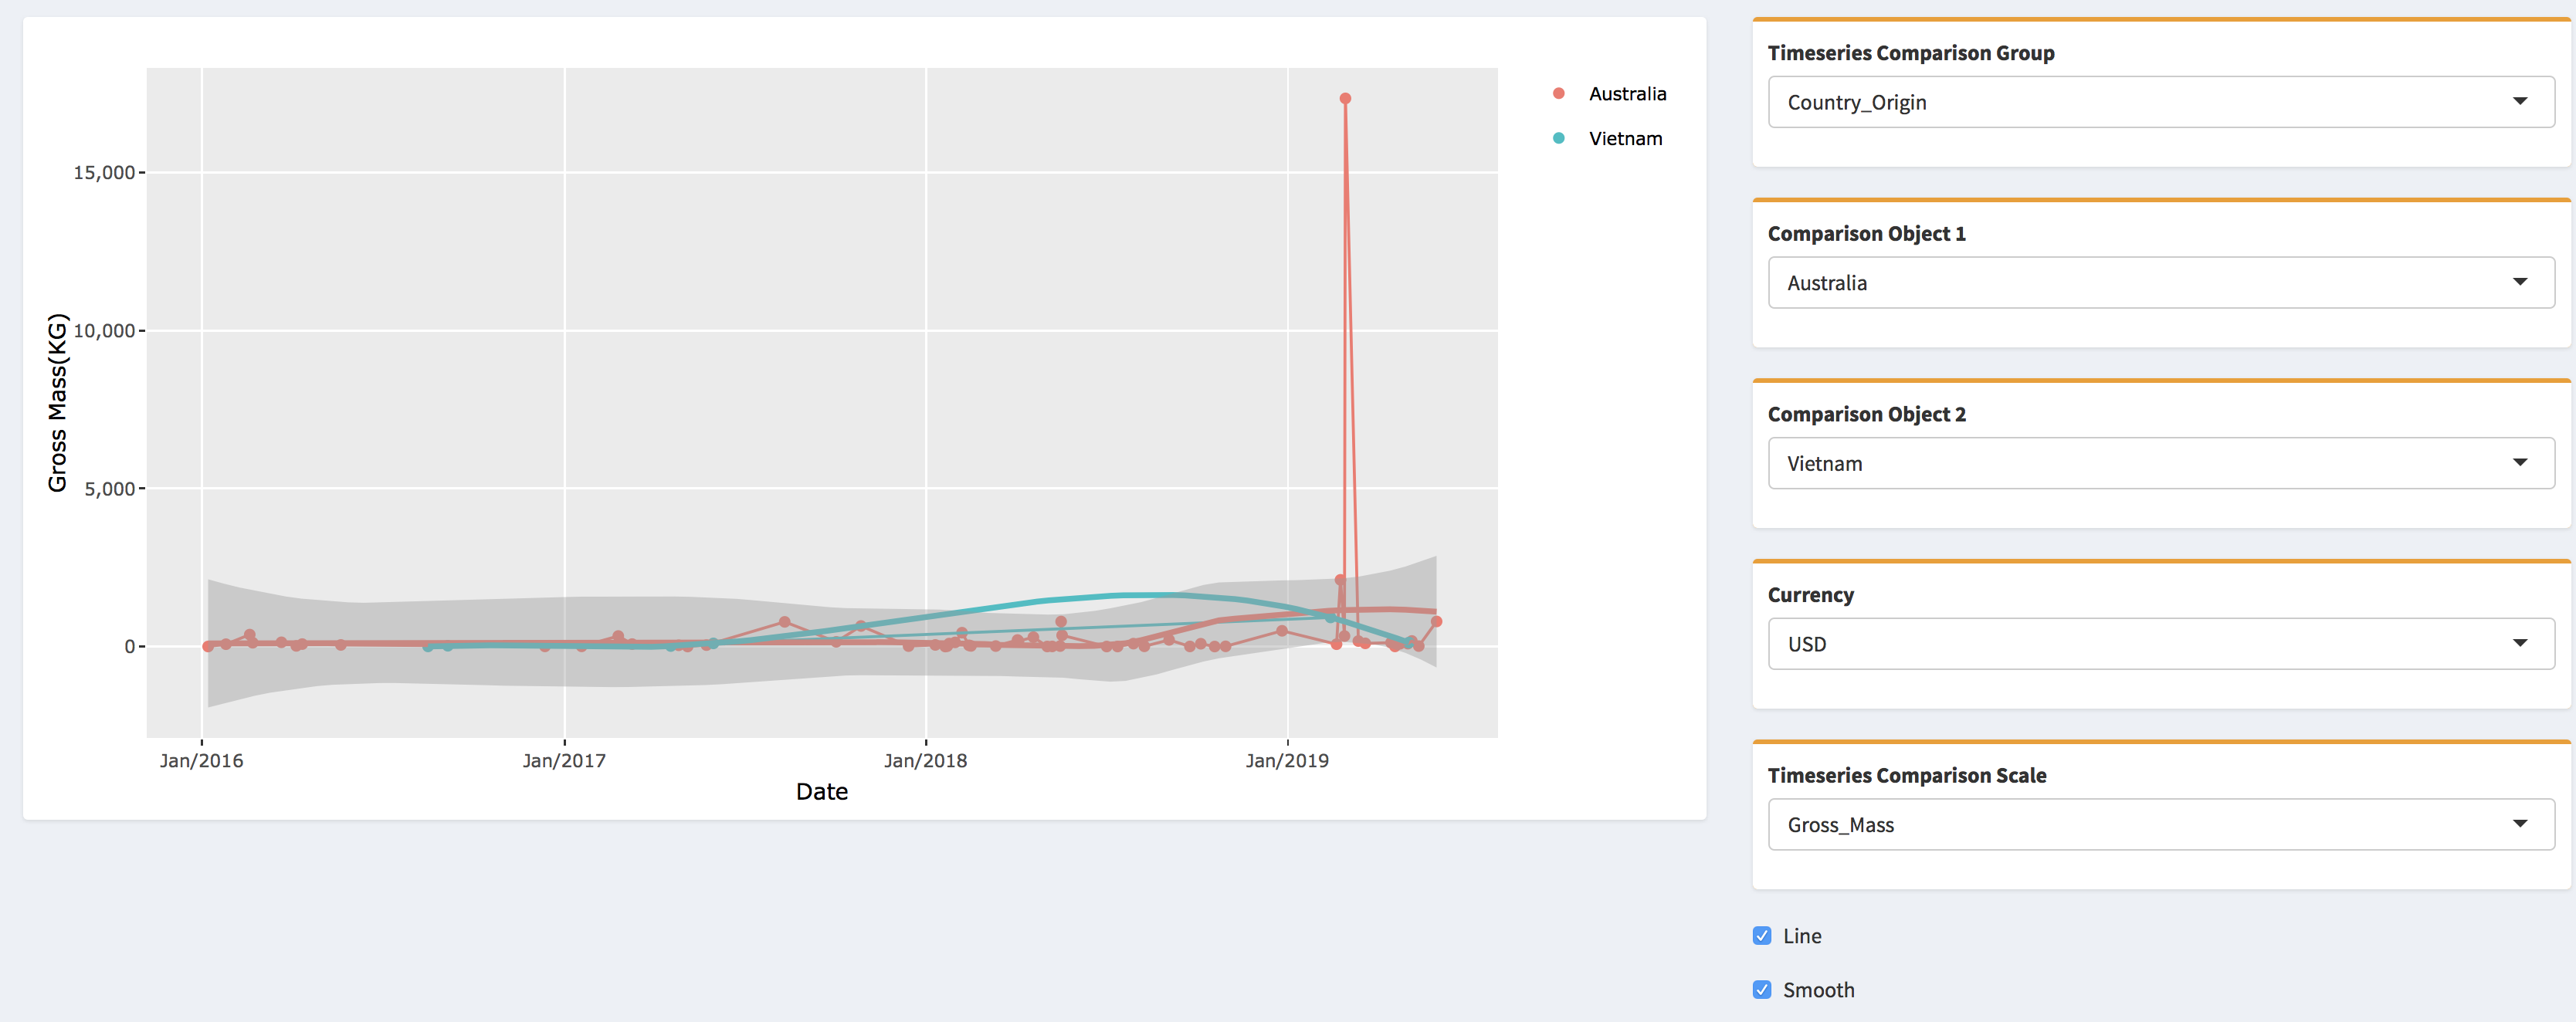 Australia
Vietnam
15,000
10,000
5,000
0
Gross Mass(KG)
Jan/2016
Jan/2017
Jan/2018
Jan/2019
Date
Timeseries Comparison Group
Country_Origin
Comparison Object 1
Australia
Comparison Object 2
Vietnam
Currency
USD
Timeseries Comparison Scale
Gross_Mass
Line
Smooth